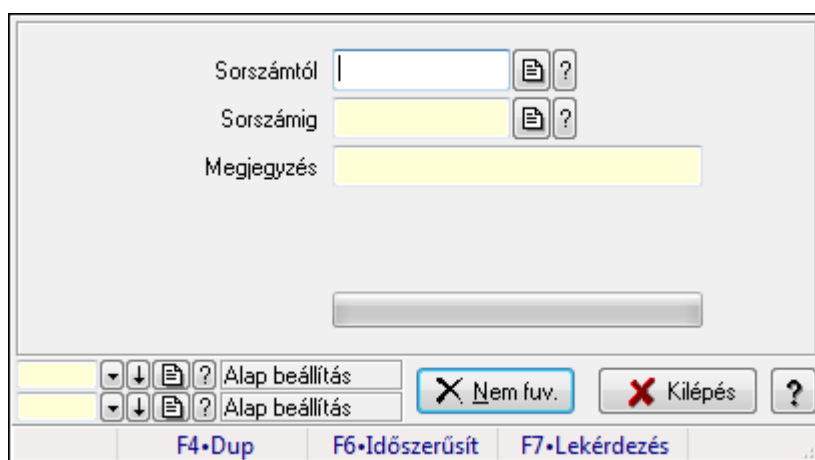 Sorszámtól ?
Sorszámig ?
Megjegyzés
? Alap beállítás
? Alap beállítás
Nem fuv. Kilépés ?
F4•Dup F6•Időszerűsít F7•Lekérdezés